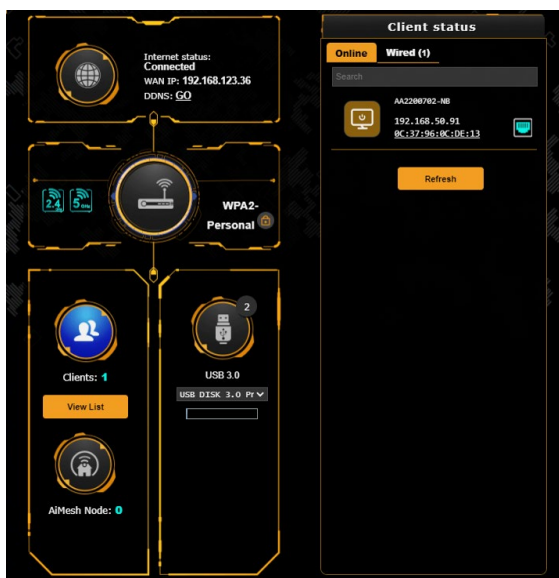 Internet status:
Connected
WAN IP: 192.168.123.36
DDNS: GO
2.4
GHz
5
GHz
WPA2-
Personal
Clients: 1
View List
AiMesh Node: 0
2
USB 3.0
USB DISK 3.0 Pr
Client status
Online
Wired (1)
Search
AA2200702-NB
192.168.50.91
0C:37:96:0C:DE:13
Refresh